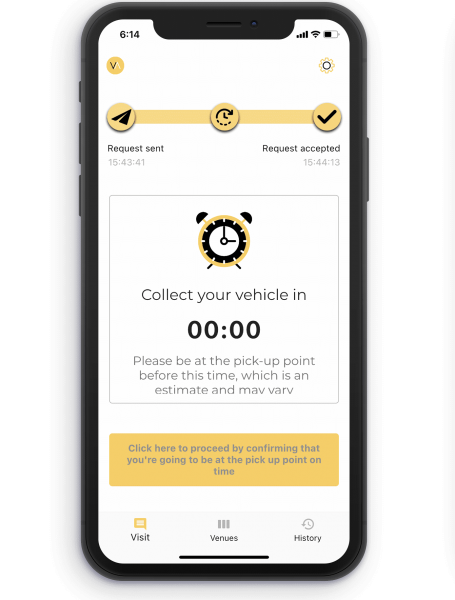 6:14
V
Request sent
Request accepted
15:43:41
15:44:13
Collect your vehicle in
00:00
Please be at the pick-up point
before this time, which is an
estimate and may vary
Click here to proceed by confirming that
you're going to be at the pick up point on
time
Visit
Venues
History